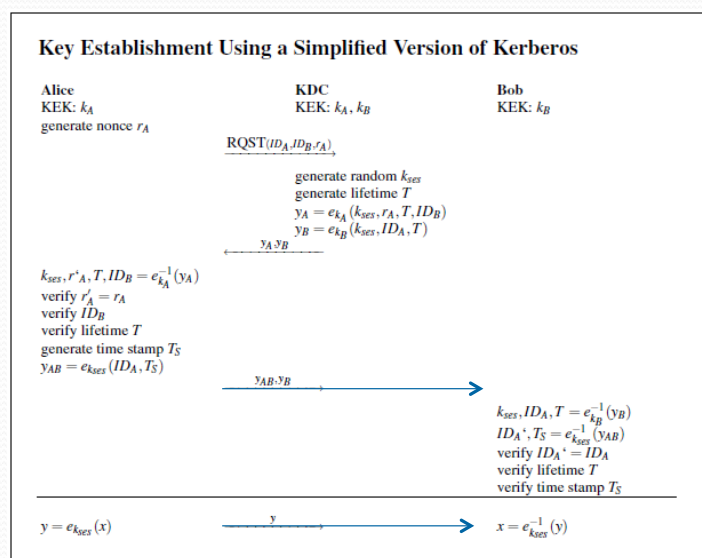 Key Establishment Using a Simplified Version of Kerberos
Alice KDC Bob
KEK: k_A KEK: k_A, k_B KEK: k_B
generate nonce r_A
RQST(ID_A,ID_B,r_A)
generate random k_ses
generate lifetime T
y_A = e_{k_A}(k_ses, r_A, T, ID_B)
y_B = e_{k_B}(k_ses, ID_A, T)
y_A,y_B
k_ses, r‘_A, T, ID_B = e^{-1}_{k_A}(y_A)
verify r'_A = r_A
verify ID_B
verify lifetime T
generate time stamp T_S
y_AB = e_{k_ses}(ID_A, T_S)
y_AB,y_B
k_ses, ID_A, T = e^{-1}_{k_B}(y_B)
ID_A‘, T_S = e^{-1}_{k_ses}(y_AB)
verify ID_A‘ = ID_A
verify lifetime T
verify time stamp T_S
y = e_{k_ses}(x) y x = e^{-1}_{k_ses}(y)